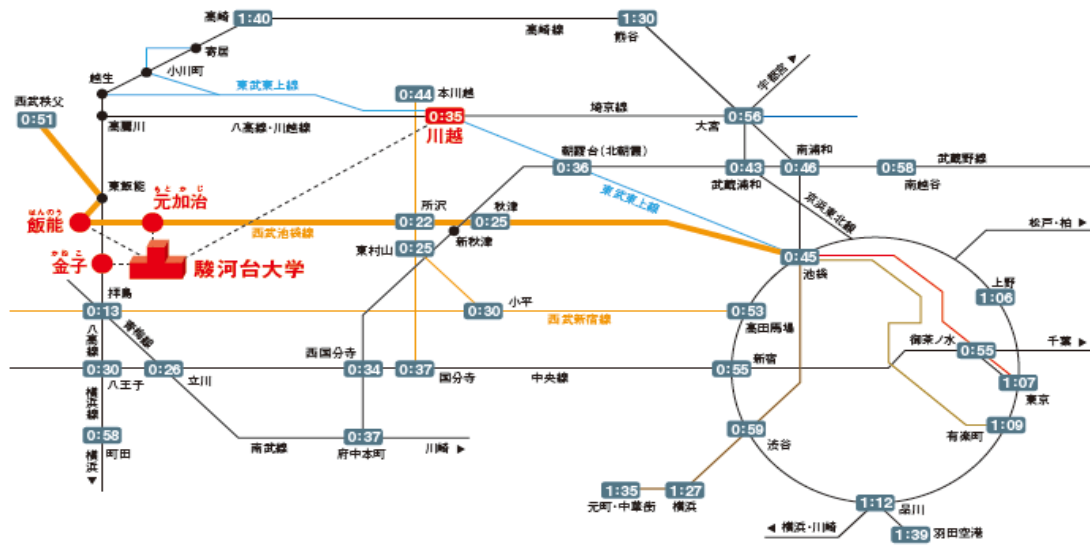 高崎
1:40
高崎線
1:30
熊谷
宇都宮
寄居
小川町
越生
東武東上線
0:44
本川越
西武秩父
0:51
高麗川
八高線・川越線
0:35
川越
埼京線
0:56
大宮
朝霞台(北朝霞)
0:36
南浦和
0:43
武蔵浦和
0:46
0:58
南越谷
武蔵野線
東武東上線
京浜東北線
東飯能
はんのう
飯能
もとかじ
元加治
かねこ
金子
駿河台大学
西武池袋線
所沢
0:22
秋津
0:25
新秋津
東村山
0:25
0:45
池袋
松戸・柏
上野
1:06
拝島
0:13
青梅線
八高線
0:30
小平
西武新宿線
0:53
高田馬場
御茶ノ水
0:55
千葉
0:30
八王子
0:26
立川
西国分寺
0:34
0:37
国分寺
中央線
新宿
0:55
1:07
東京
横浜線
0:58
町田
横浜
南武線
0:37
府中本町
川崎
0:59
渋谷
有楽町
1:09
1:35
元町・中華街
1:27
横浜
1:12
品川
横浜・川崎
1:39
羽田空港